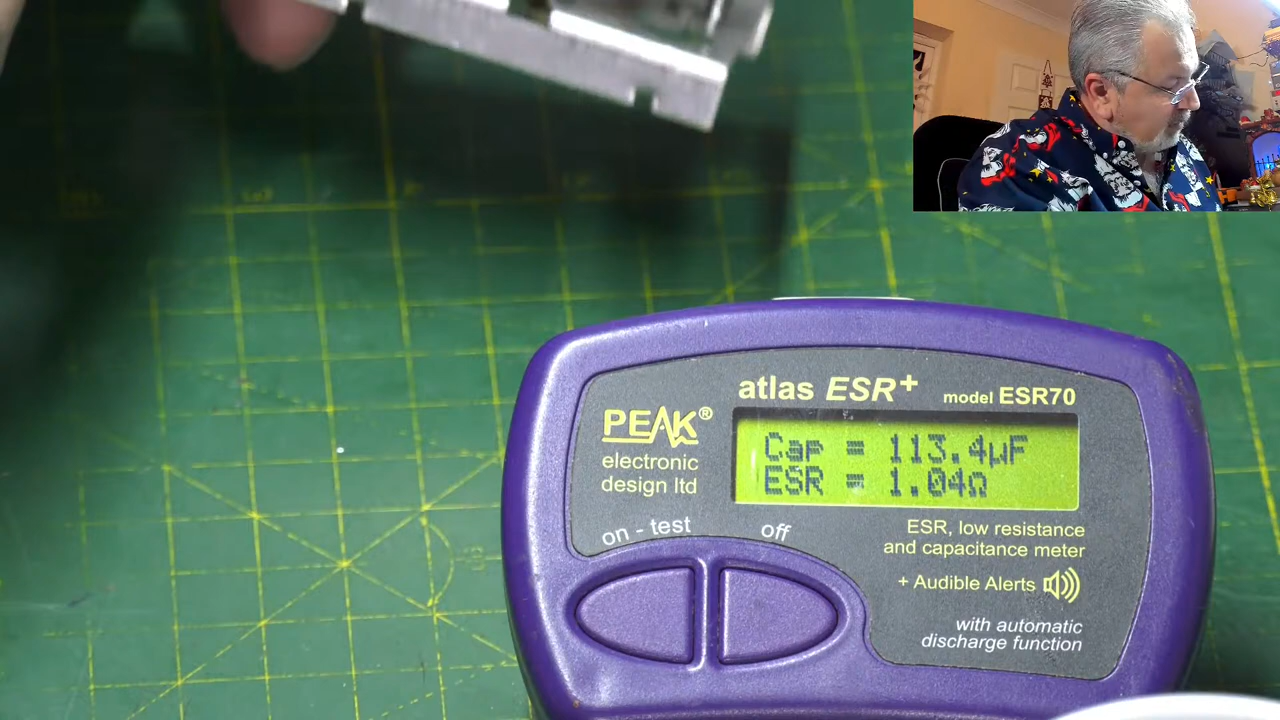 atlas ESR+
model ESR70
PEAK®
electronic
design ltd
Cap = 113.4µF
ESR = 1.04Ω
on - test
off
ESR, low resistance
and capacitance meter
+ Audible Alerts
with automatic
discharge function